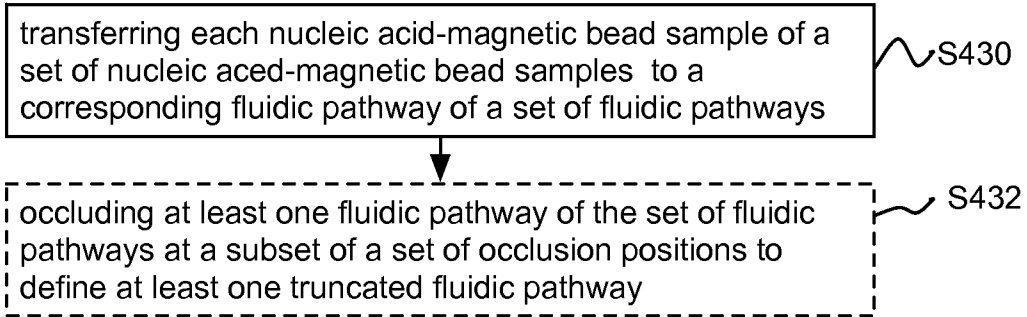 transferring each nucleic acid-magnetic bead sample of a
set of nucleic aced-magnetic bead samples to a
corresponding fluidic pathway of a set of fluidic pathways
S430
occluding at least one fluidic pathway of the set of fluidic
pathways at a subset of a set of occlusion positions to
define at least one truncated fluidic pathway
S432